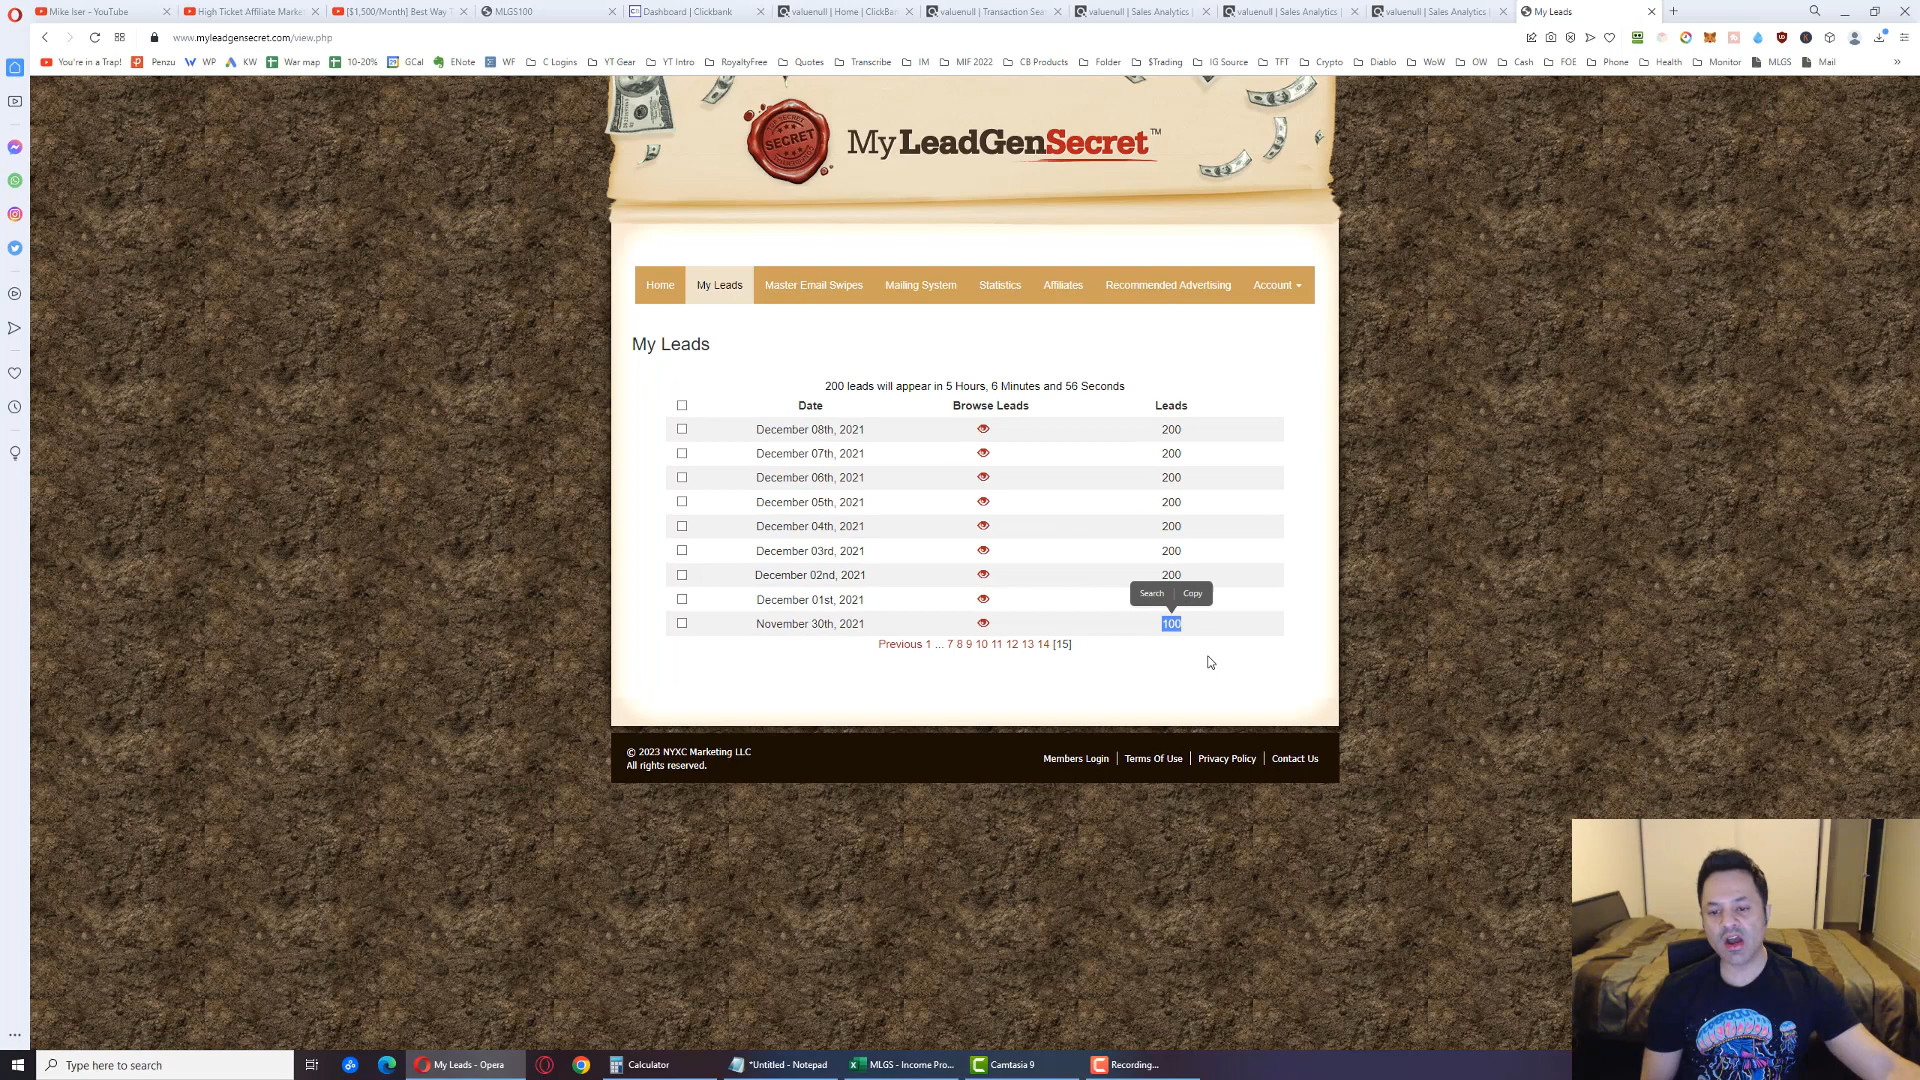 Mike Iser - YouTube
High Ticket Affiliate Marke
[$1,500/Month] Best Way T
MLGS100
Dashboard | Clickbank
valuenull | Home | ClickBan
valuenull | Transaction Sea
valuenull | Sales Analytics |
valuenull | Sales Analytics |
valuenull | Sales Analytics |
My Leads
www.myleadgensecret.com/view.php
You're in a Trap!
Penzu
WP
KW
War map
10-20%
GCal
ENote
WF
C Logins
YT Gear
YT Intro
RoyaltyFree
Quotes
Transcribe
IM
MIF 2022
CB Products
Folder
$Trading
IG Source
TFT
Crypto
Diablo
WoW
OW
Cash
FOE
Phone
Health
Monitor
MLGS
Mail
SECRET
MyLeadGenSecret™
Home
My Leads
Master Email Swipes
Mailing System
Statistics
Affiliates
Recommended Advertising
Account
My Leads
200 leads will appear in 5 Hours, 6 Minutes and 56 Seconds
Date Browse Leads Leads
December 08th, 2021 200
December 07th, 2021 200
December 06th, 2021 200
December 05th, 2021 200
December 04th, 2021 200
December 03rd, 2021 200
December 02nd, 2021 200
Search Copy
December 01st, 2021
November 30th, 2021 100
Previous 1 ... 7 8 9 10 11 12 13 14 [15]
© 2023 NYXC Marketing LLC
All rights reserved.
Members Login
Terms Of Use
Privacy Policy
Contact Us
Type here to search
My Leads - Opera
Calculator
*Untitled - Notepad
MLGS - Income Pro...
Camtasia 9
Recording...